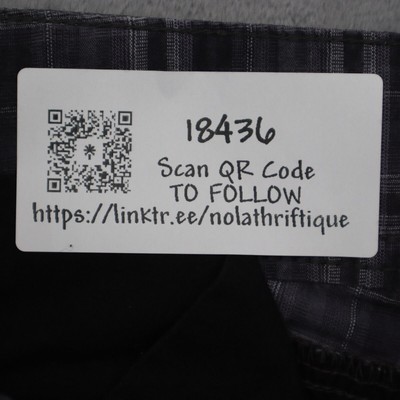 18436
Scan QR Code
TO FOLLOW
https://linktr.ee/nolathriftique